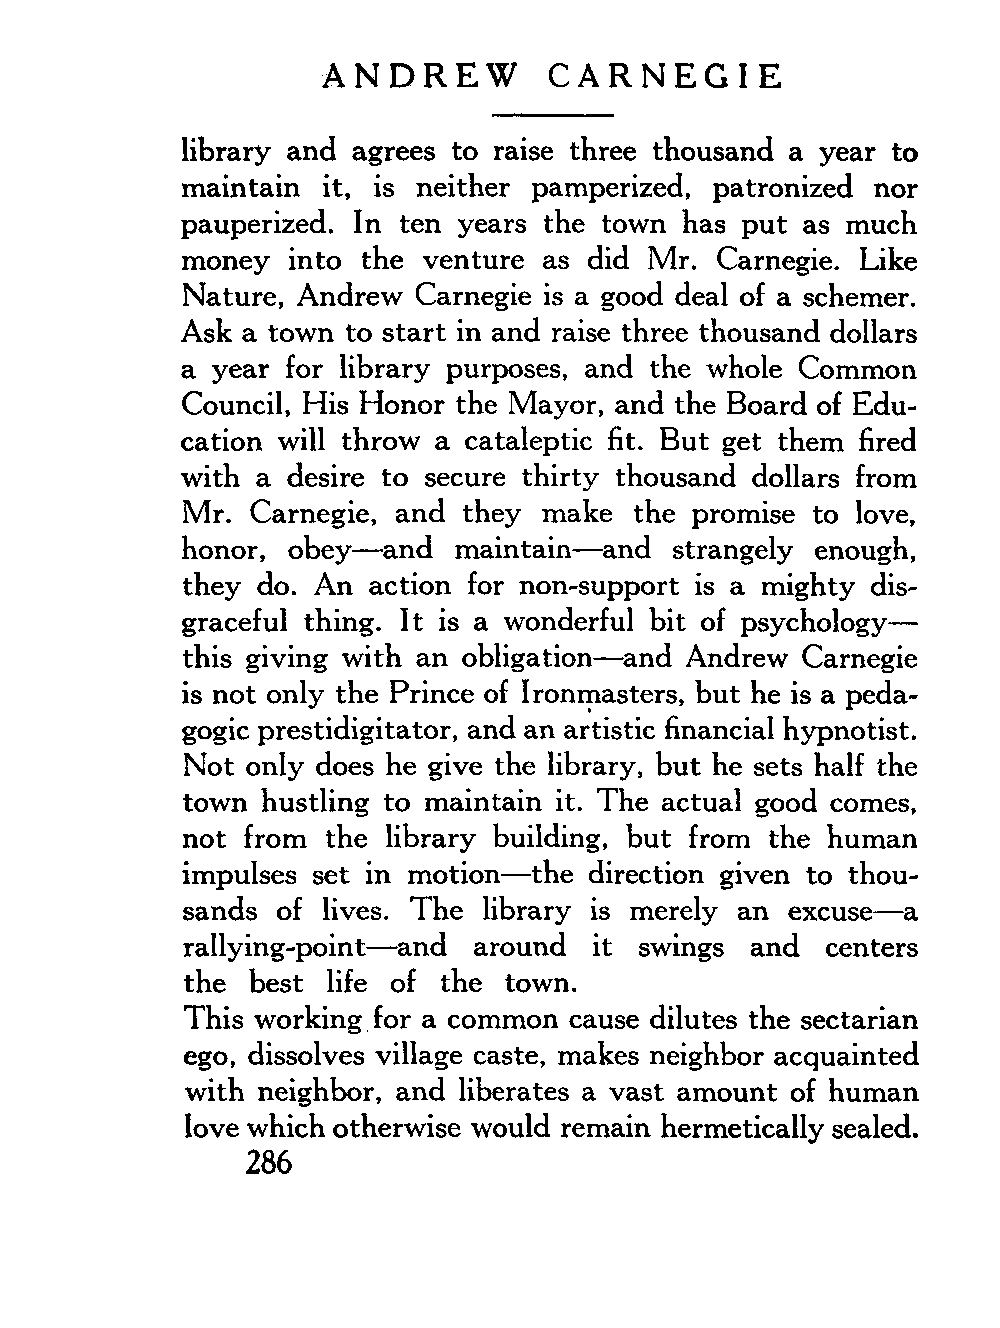 ANDREW CARNEGIE
library and agrees to raise three thousand a year to
maintain it, is neither pamperized, patronized nor
pauperized. In ten years the town has put as much
money into the venture as did Mr. Carnegie. Like
Nature, Andrew Carnegie is a good deal of a schemer.
Ask a town to start in and raise three thousand dollars
a year for library purposes, and the whole Common
Council, His Honor the Mayor, and the Board of Edu-
cation will throw a cataleptic fit. But get them fired
with a desire to secure thirty thousand dollars from
Mr. Carnegie, and they make the promise to love,
honor, obey—and maintain—and strangely enough,
they do. An action for non-support is a mighty dis-
graceful thing. It is a wonderful bit of psychology—
this giving with an obligation—and Andrew Carnegie
is not only the Prince of Ironmasters, but he is a peda-
gogic prestidigitator, and an artistic financial hypnotist.
Not only does he give the library, but he sets half the
town hustling to maintain it. The actual good comes,
not from the library building, but from the human
impulses set in motion—the direction given to thou-
sands of lives. The library is merely an excuse—a
rallying-point—and around it swings and centers
the best life of the town.
This working for a common cause dilutes the sectarian
ego, dissolves village caste, makes neighbor acquainted
with neighbor, and liberates a vast amount of human
love which otherwise would remain hermetically sealed.
286